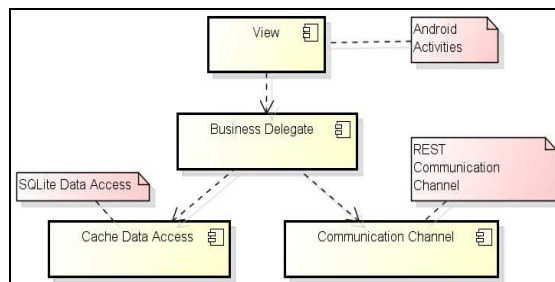 View
Android
Activities
Business Delegate
REST
Communication
Channel
SQLite Data Access
Cache Data Access
Communication Channel